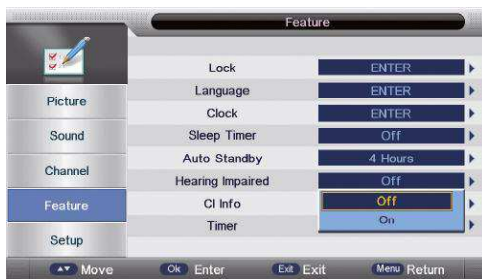 Feature
Lock ENTER
Picture
Language ENTER
Clock ENTER
Sound
Sleep Timer Off
Auto Standby 4 Hours
Channel
Hearing Impaired Off
Feature
CI Info Off
Timer On
Setup
Move Ok Enter Exit Exit Menu Return